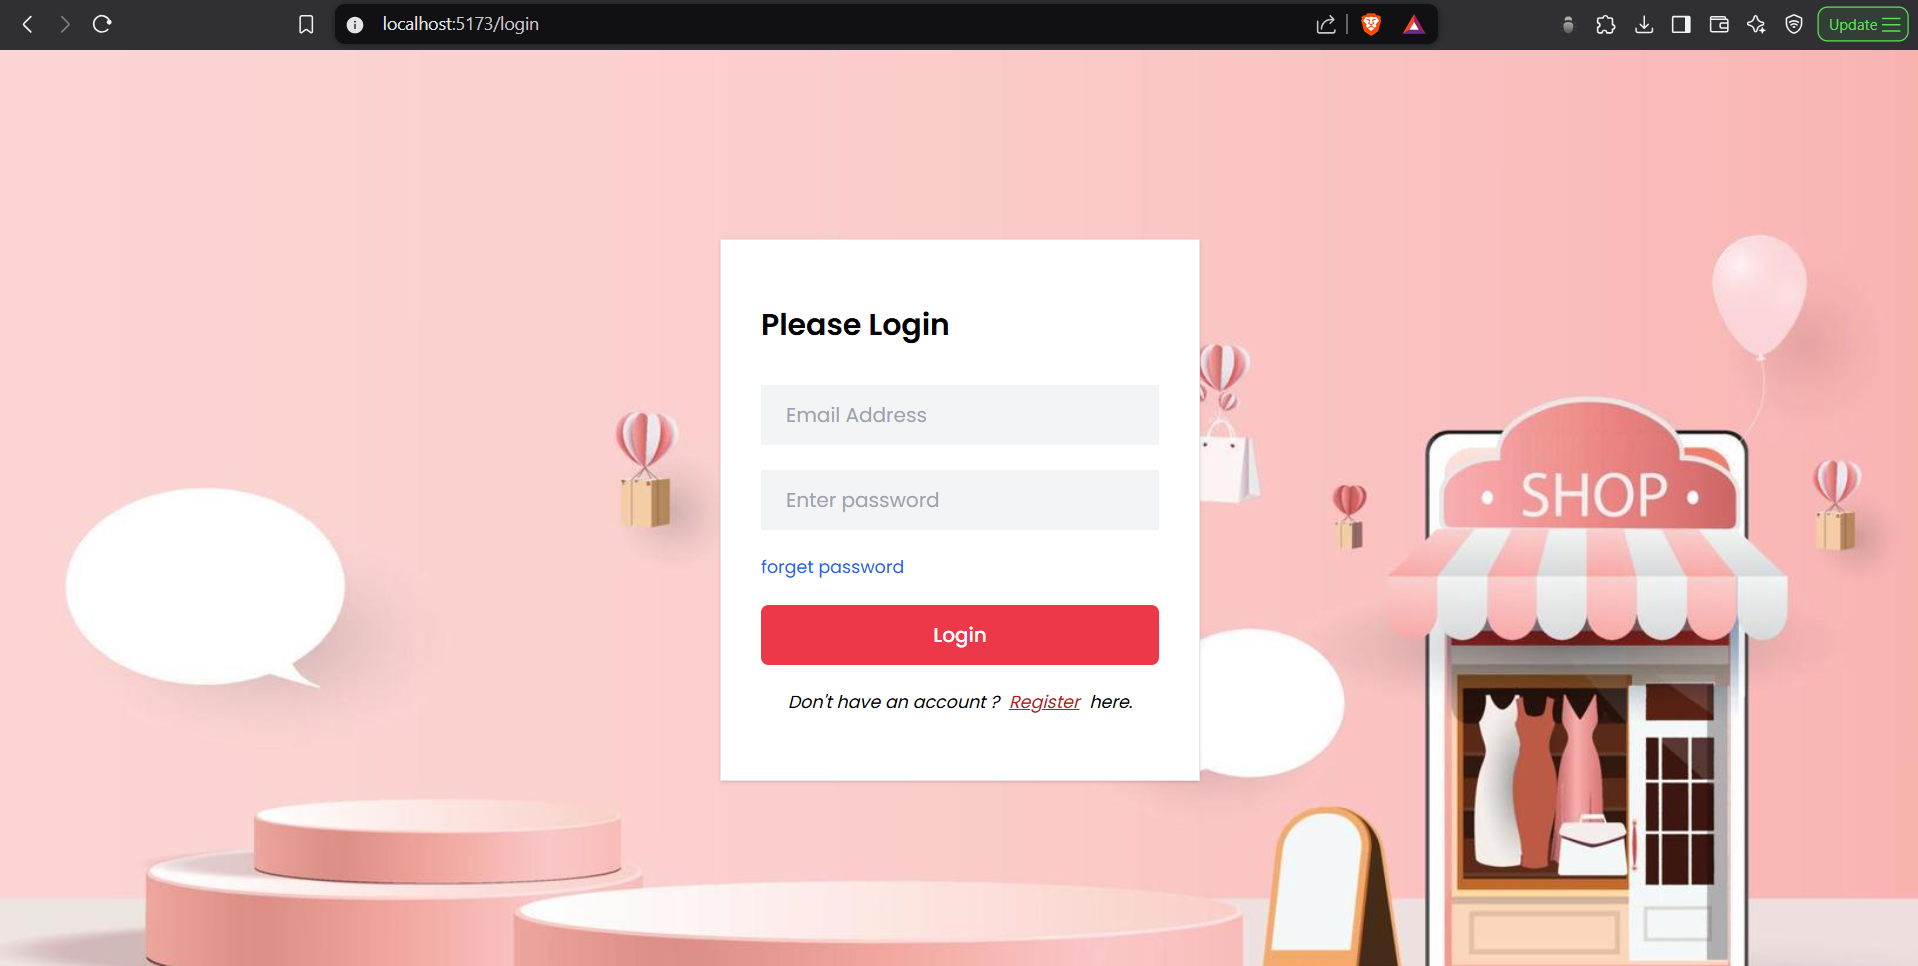 localhost:5173/login
Update
Please Login
Email Address
Enter password
forget password
Login
Don't have an account ? Register here.
SHOP